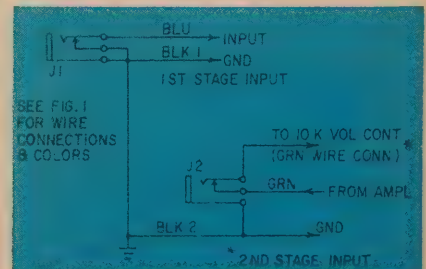 BLU
INPUT
BLK 1
GND
J1
1ST STAGE INPUT
SEE FIG. 1
FOR WIRE
CONNECTIONS
& COLORS
TO 10 K VOL CONT
(GRN WIRE CONN)
J2
GRN
FROM AMPL
BLK 2
GND
2ND STAGE INPUT